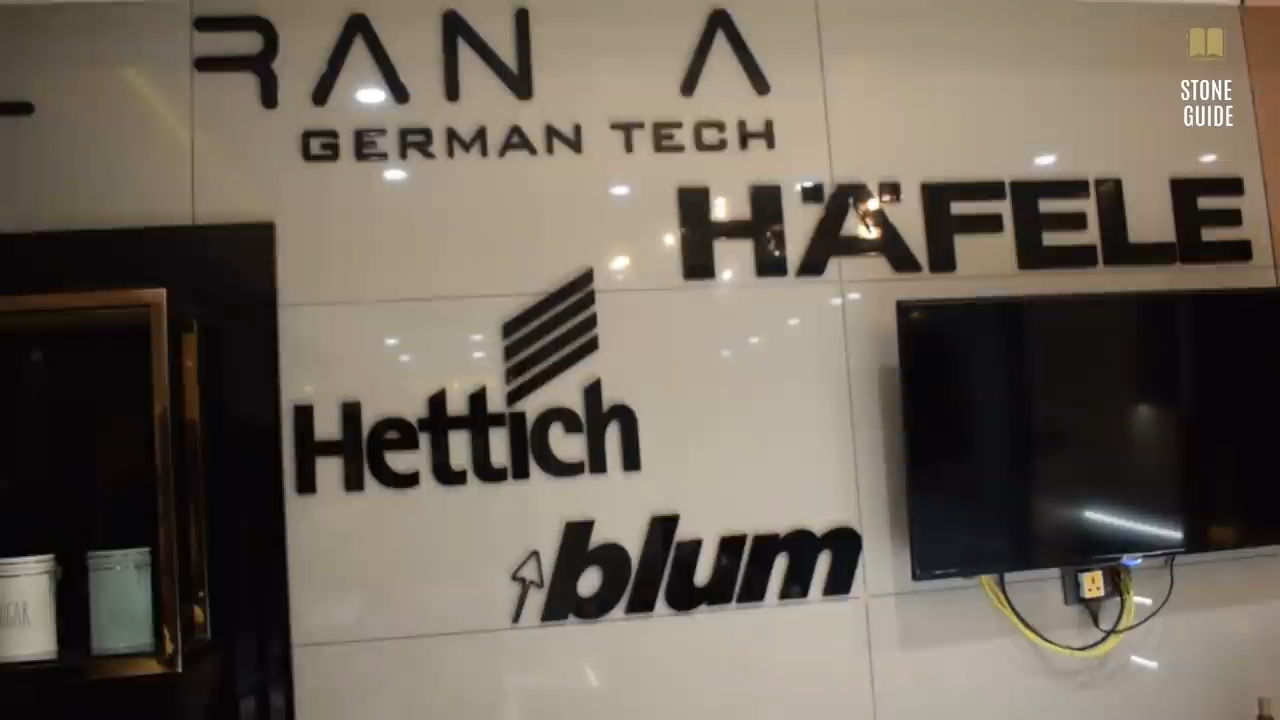 RAN Λ
GERMAN TECH
HÄFELE
Hettich
blum
STONE
GUIDE